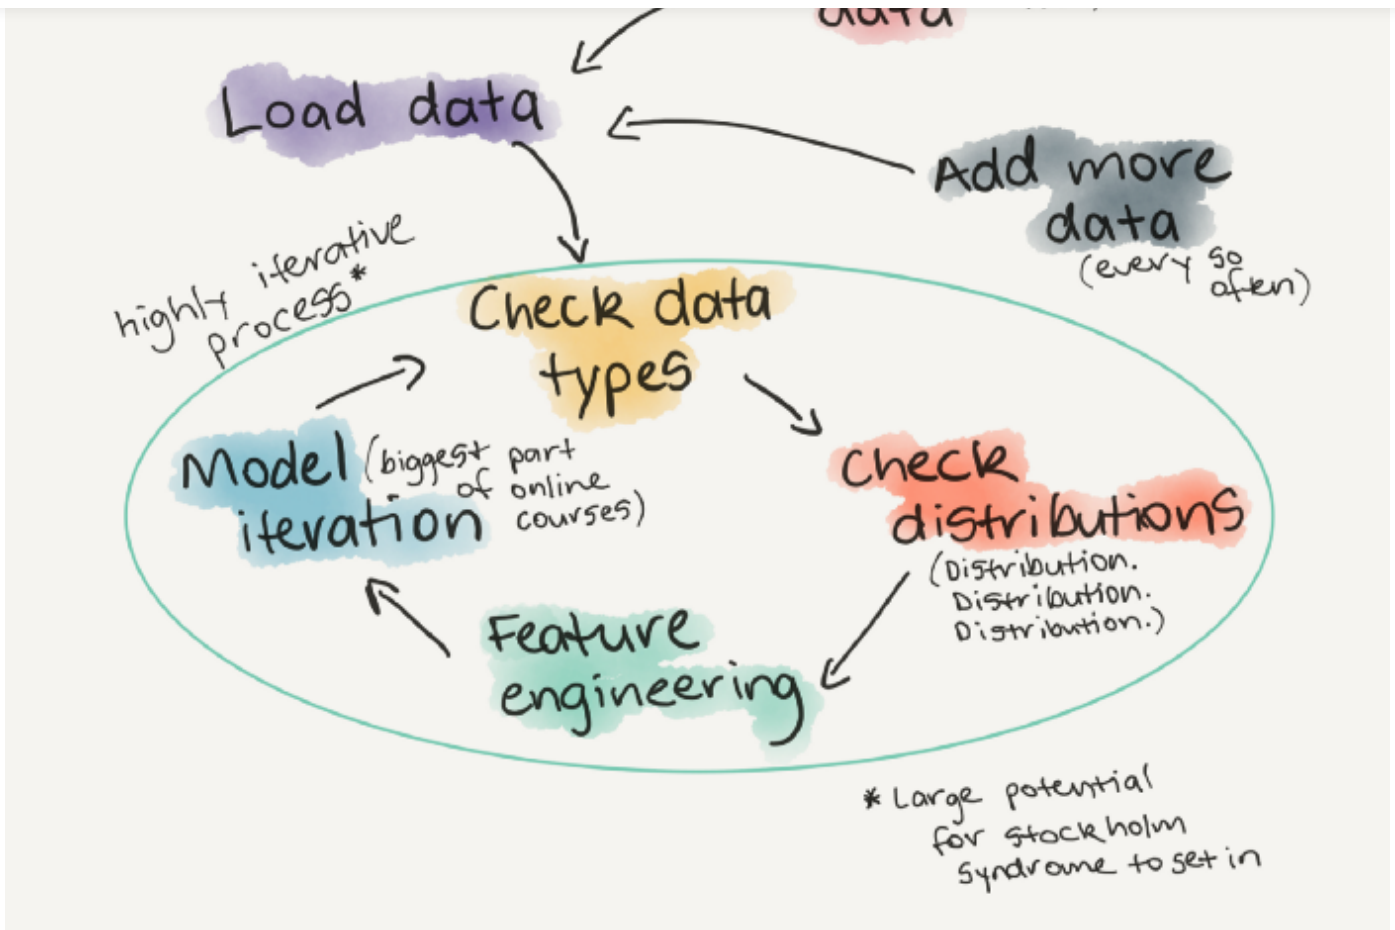 data
Load data
Add more
data
(every so
often)
highly iterative
process*
Check data
types
Model
iteration
(biggest part
of online
courses)
Check
distributions
(Distribution.
Distribution.
Distribution.)
Feature
engineering
* Large potential
for stockholm
syndrome to set in